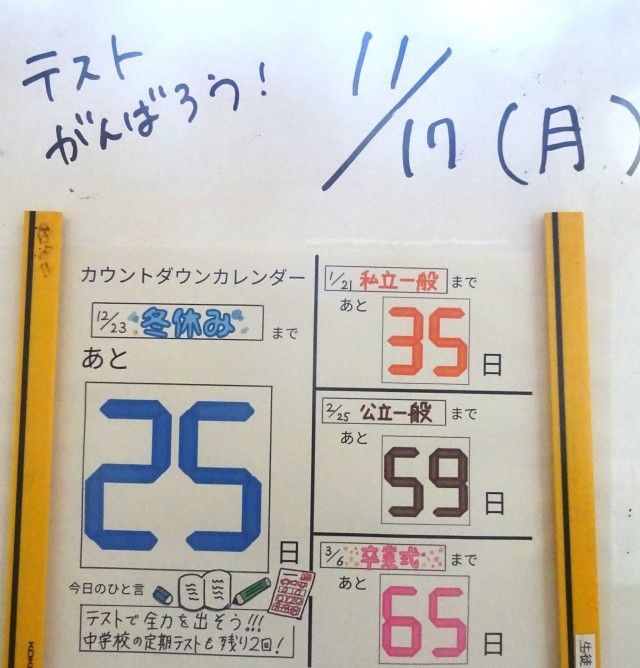 テスト
がんばろう!
11/17(月)
カウントダウンカレンダー
12/23 冬休み まで
あと
25
日
今日のひと言
テストで全力を出そう!!!
中学校の定期テストも残り2回!
1/21 私立一般 まで
あと
35
日
2/25 公立一般 まで
あと
59
日
3/6 卒業式 まで
あと
65
日
生徒